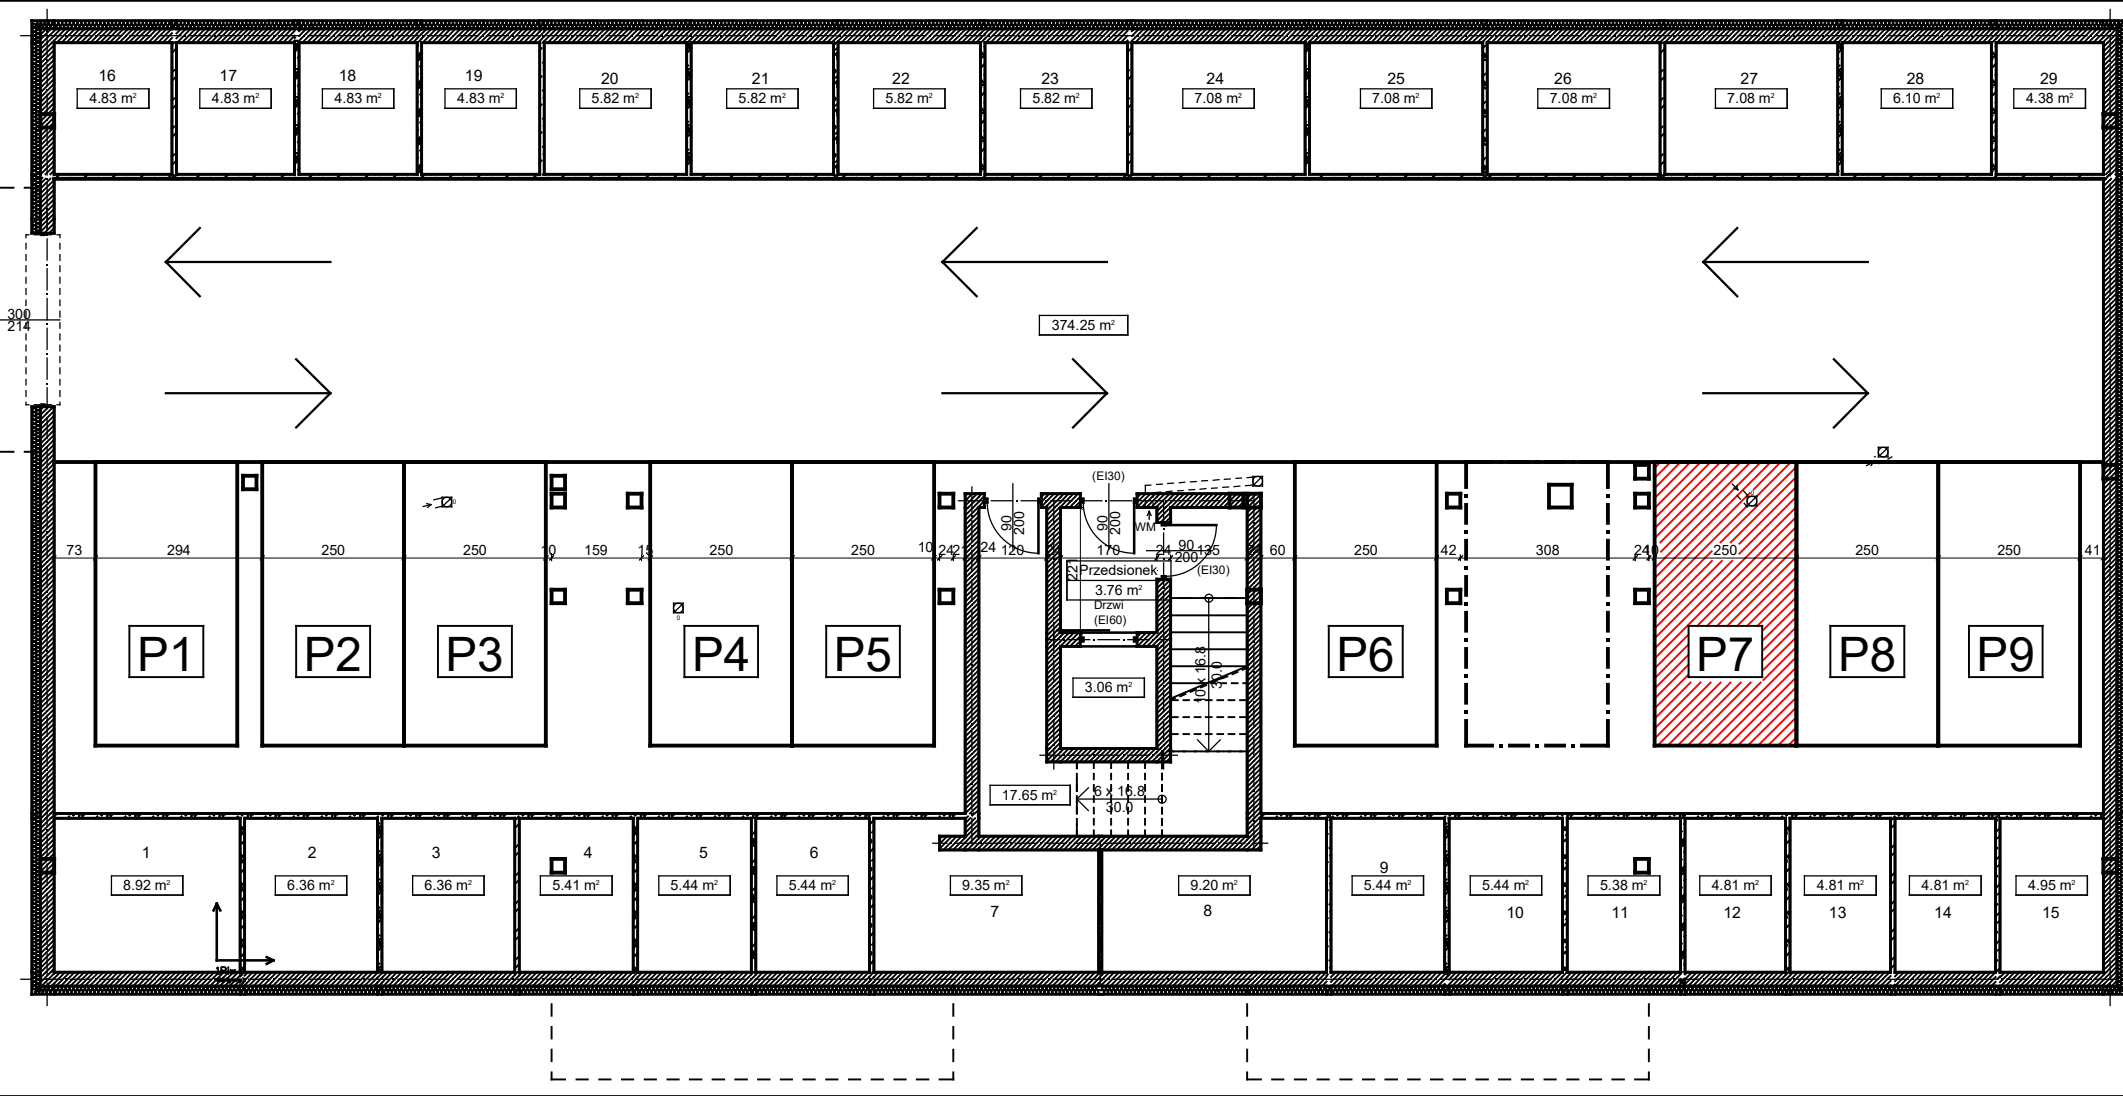 16 17 18 19 20 21 22 23 24 25 26 27 28 29
4.83 m² 4.83 m² 4.83 m² 4.83 m² 5.82 m² 5.82 m² 5.82 m² 5.82 m² 7.08 m² 7.08 m² 7.08 m² 7.08 m² 6.10 m² 4.38 m²
300
214
374.25 m²
(EI30)
90
200
90
200
WM
90
200
(EI30)
73 294 250 250 10 159 15 250 250 10 24 24 120 170 24 135 60 250 42 308 250 250 250 41
221
Przedsionek
3.76 m²
Drzwi
(EI60)
P1 P2 P3 P4 P5 P6 P7 P8 P9
10 x 16.8
30.0
3.06 m²
17.65 m²
6 x 16.8
30.0
1 2 3 4 5 6 9
8.92 m² 6.36 m² 6.36 m² 5.41 m² 5.44 m² 5.44 m² 9.35 m² 9.20 m² 5.44 m² 5.44 m² 5.38 m² 4.81 m² 4.81 m² 4.81 m² 4.95 m²
7 8 10 11 12 13 14 15